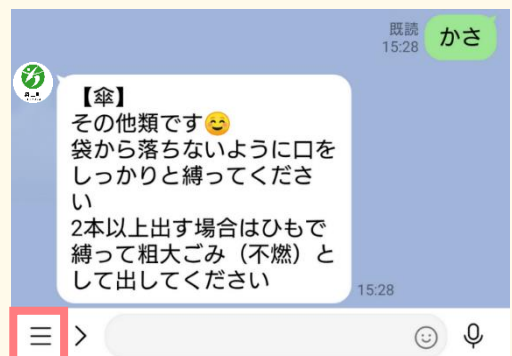 既読
15:28
かさ
【傘】
その他類です😊
袋から落ちないように口を
しっかりと縛ってくださ
い
2本以上出す場合はひもで
縛って粗大ごみ(不燃)と
して出してください
15:28